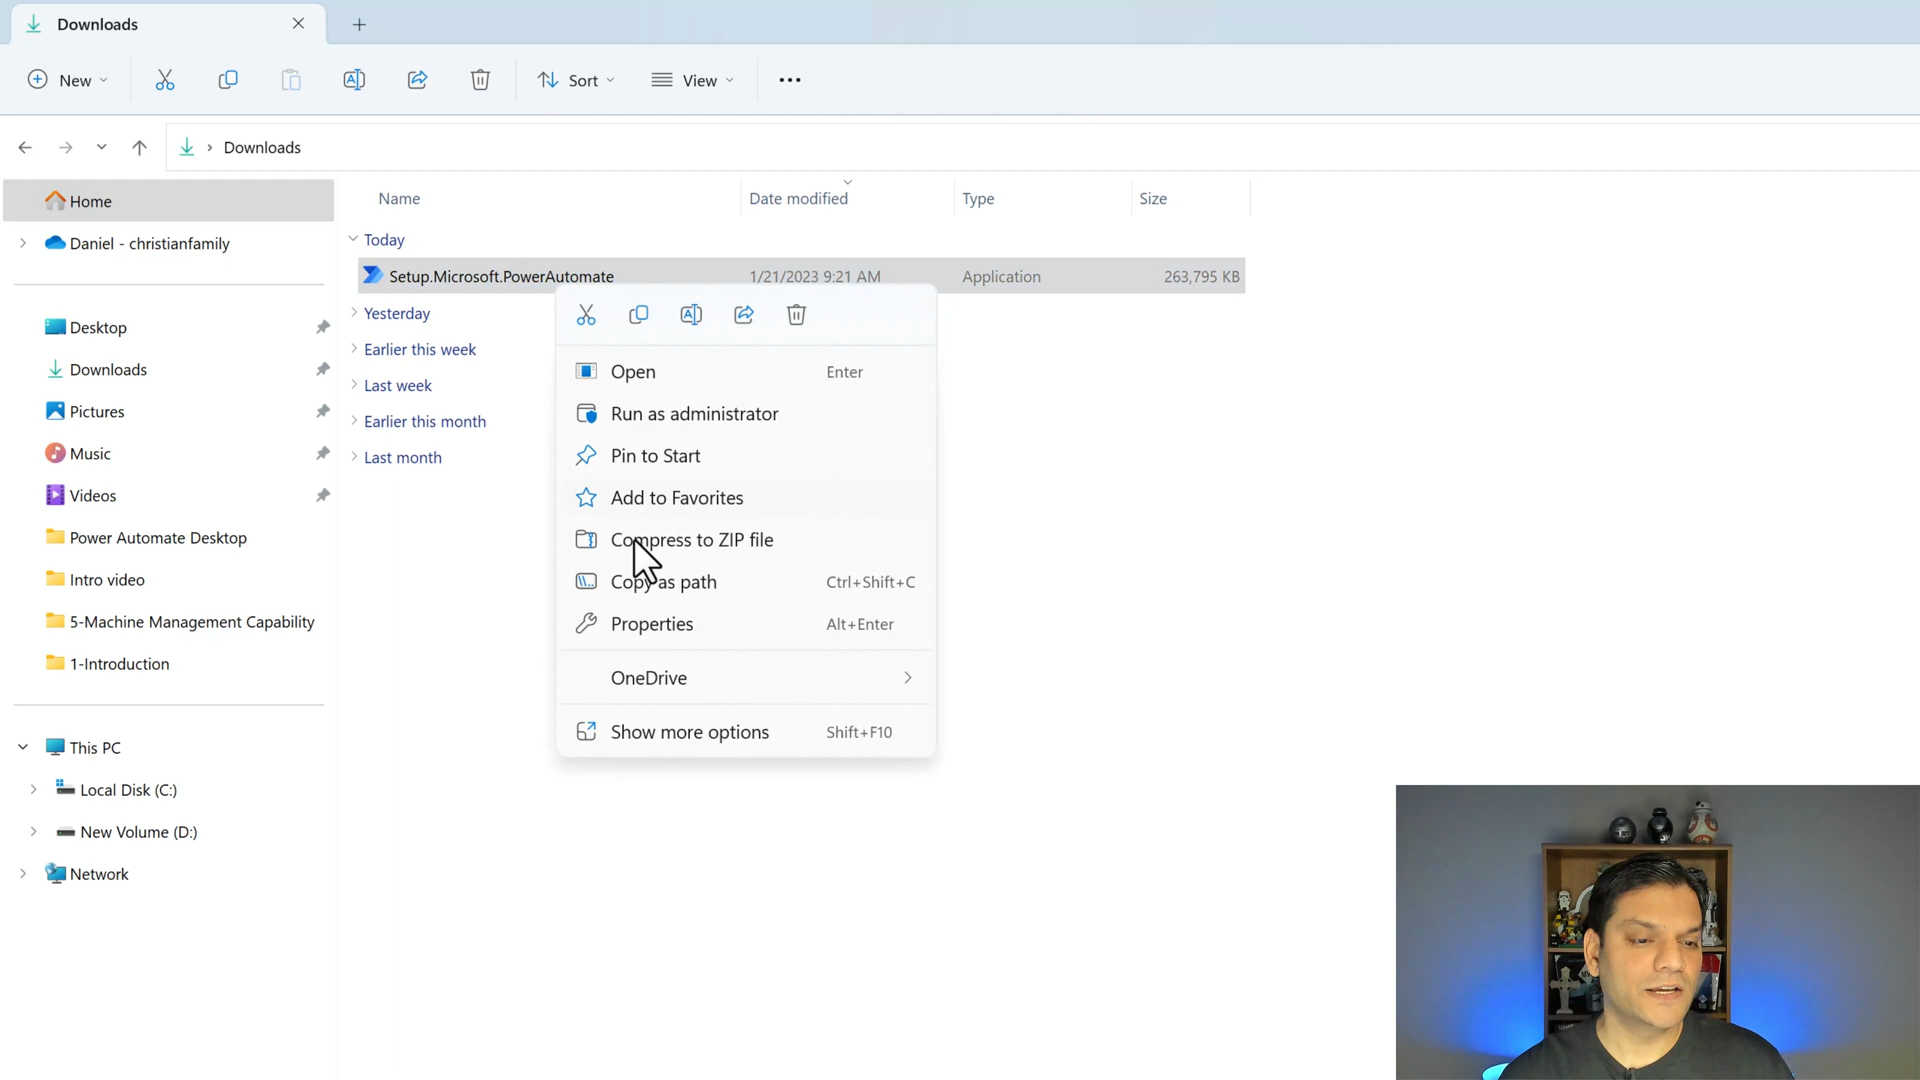 Downloads
New
Sort
View
Downloads
Home
Daniel - christianfamily
Desktop
Downloads
Pictures
Music
Videos
Power Automate Desktop
Intro video
5-Machine Management Capability
1-Introduction
This PC
Local Disk (C:)
New Volume (D:)
Network
Name Date modified Type Size
Today
Setup.Microsoft.PowerAutomate 1/21/2023 9:21 AM Application 263,795 KB
Yesterday
Earlier this week
Last week
Earlier this month
Last month
Open Enter
Run as administrator
Pin to Start
Add to Favorites
Compress to ZIP file
Copy as path Ctrl+Shift+C
Properties Alt+Enter
OneDrive
Show more options Shift+F10